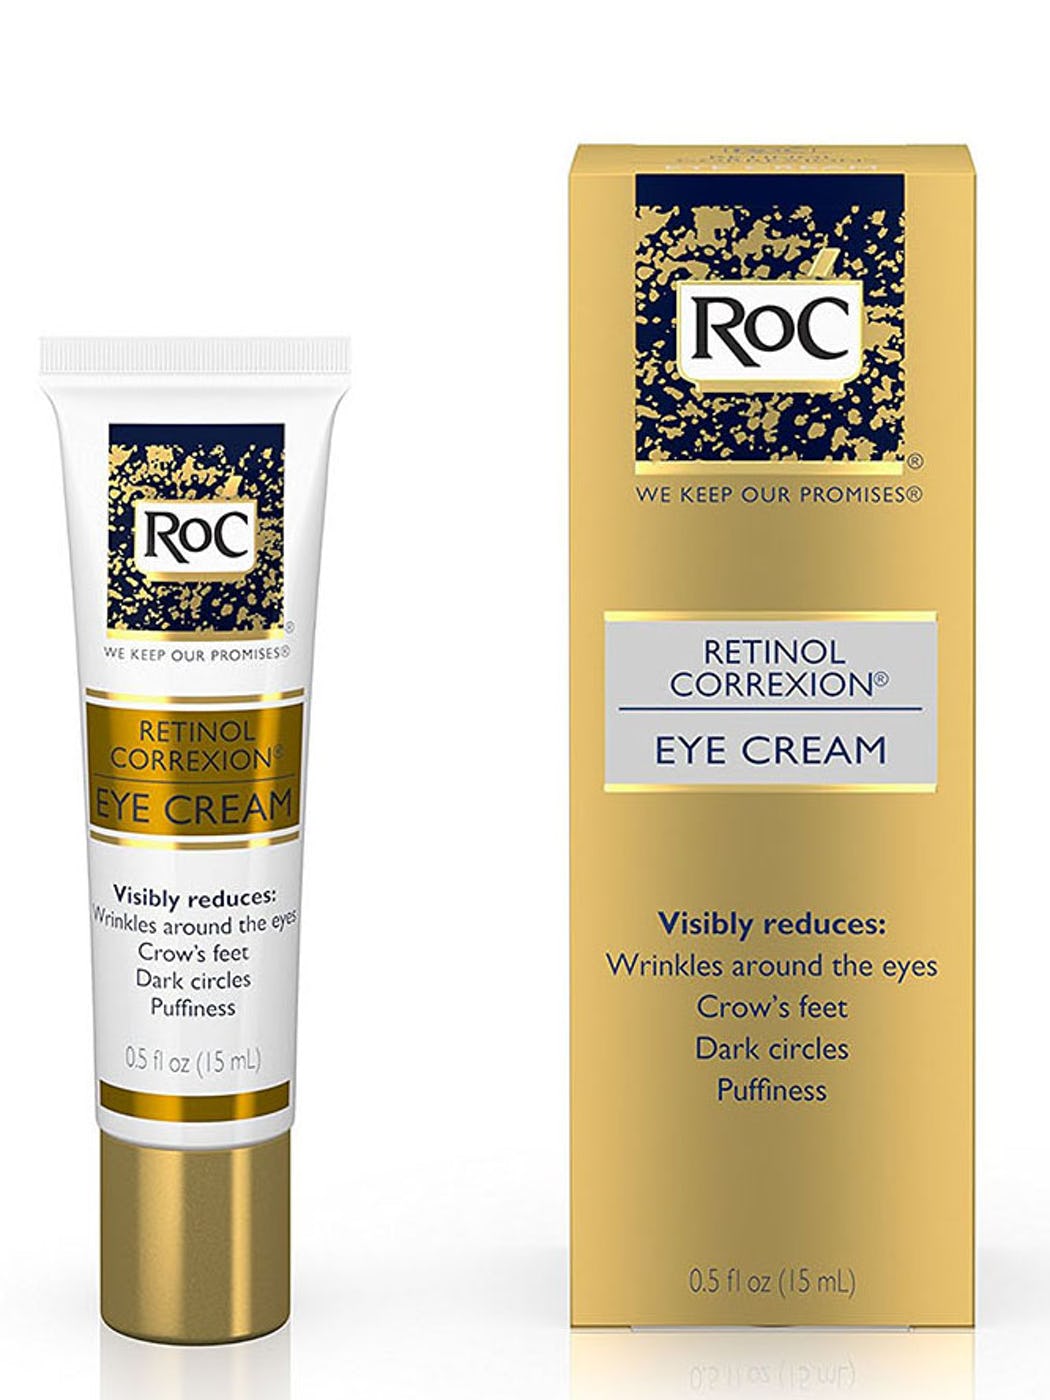 RoC
®
WE KEEP OUR PROMISES®
RETINOL
CORREXION®
EYE CREAM
Visibly reduces:
Wrinkles around the eyes
Crow's feet
Dark circles
Puffiness
0.5 fl oz (15 mL)
EYE CREAM
RoC
®
WE KEEP OUR PROMISES®
RETINOL
CORREXION®
EYE CREAM
Visibly reduces:
Wrinkles around the eyes
Crow's feet
Dark circles
Puffiness
0.5 fl oz (15 mL)